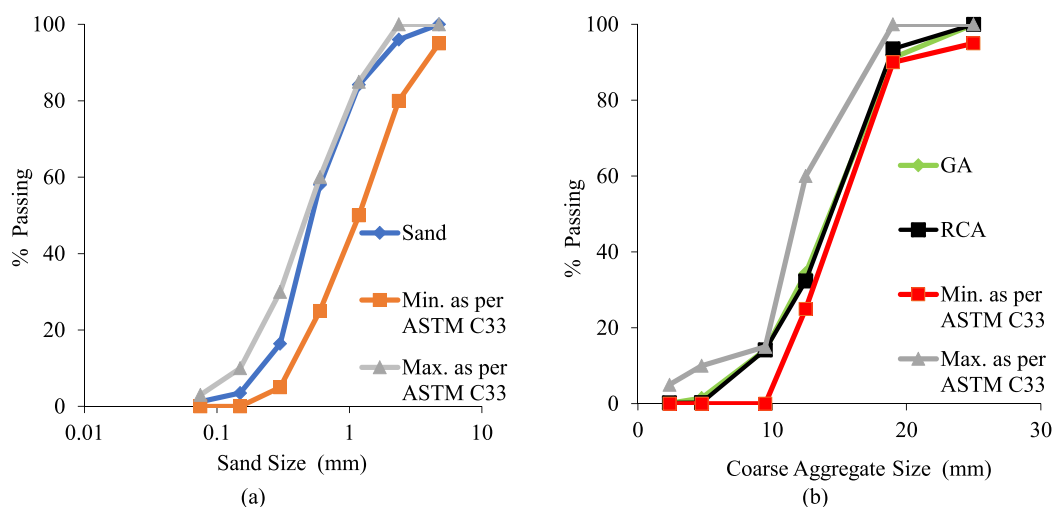 % Passing
100
80
60
40
20
0
0.01
0.1
1
10
Sand
Min. as per
ASTM C33
Max. as per
ASTM C33
Sand Size (mm)
(a)
% Passing
100
80
60
40
20
0
0
10
20
30
GA
RCA
Min. as per
ASTM C33
Max. as per
ASTM C33
Coarse Aggregate Size (mm)
(b)